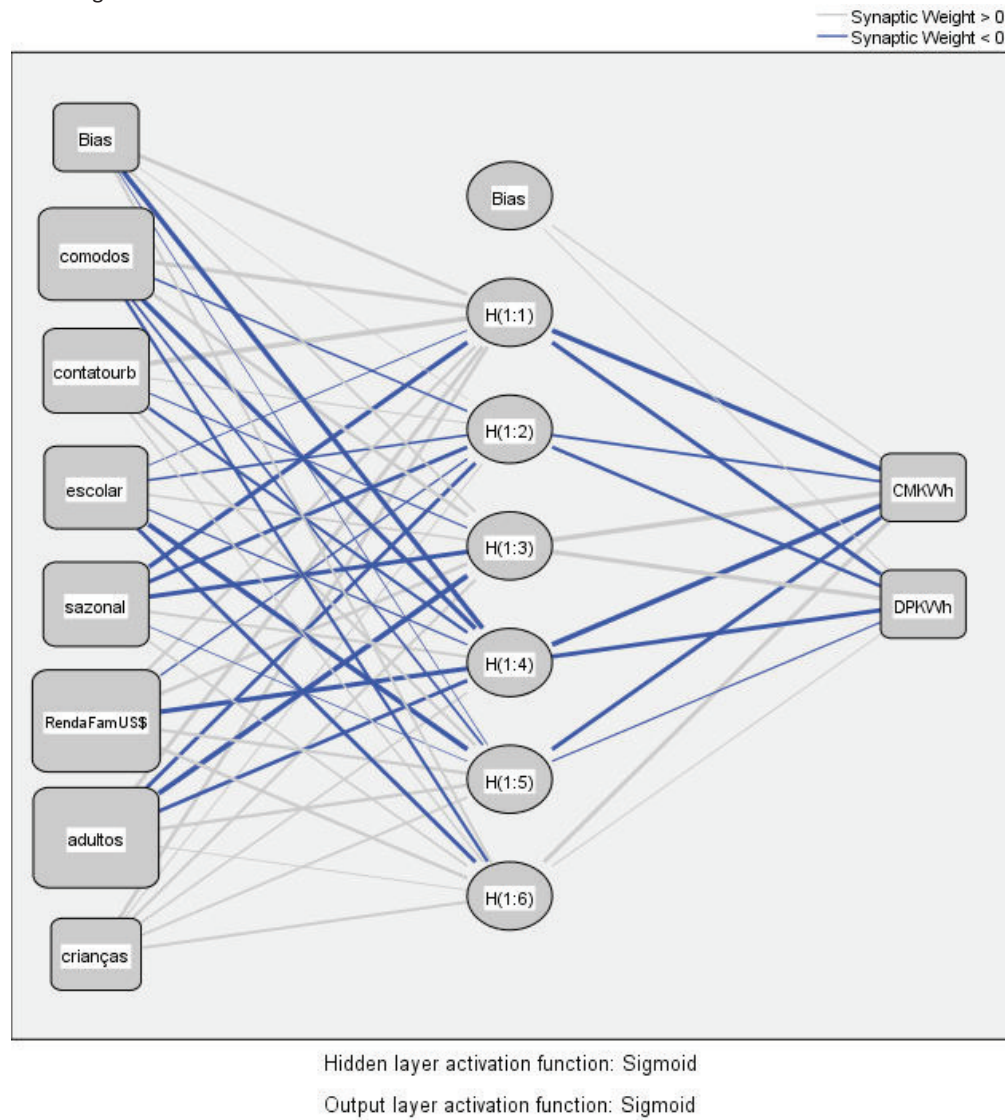 Synaptic Weight > 0
Synaptic Weight < 0
Bias
comodos
contatourb
escolar
sazonal
RendaFamUS$
adultos
crianças
Bias
H(1:1)
H(1:2)
H(1:3)
H(1:4)
H(1:5)
H(1:6)
CMKWh
DPKWh
Hidden layer activation function: Sigmoid
Output layer activation function: Sigmoid